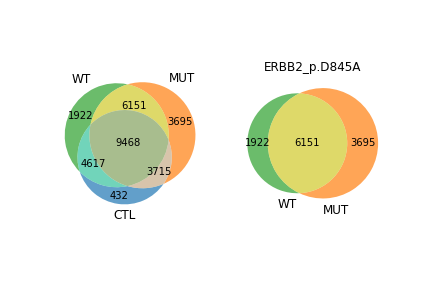 WT
MUT
1922
6151
3695
9468
4617
3715
432
CTL
ERBB2_p.D845A
1922
6151
3695
WT
MUT